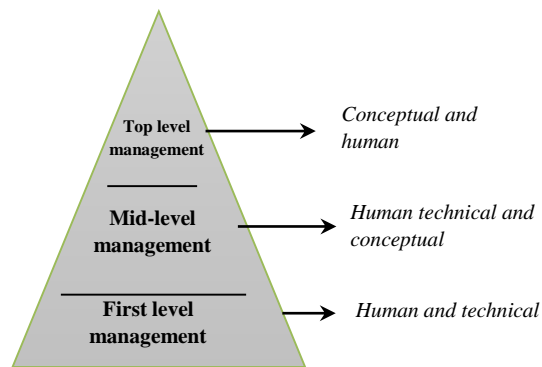 Top level
management
Conceptual and
human
Mid-level
management
Human technical and
conceptual
First level
management
Human and technical